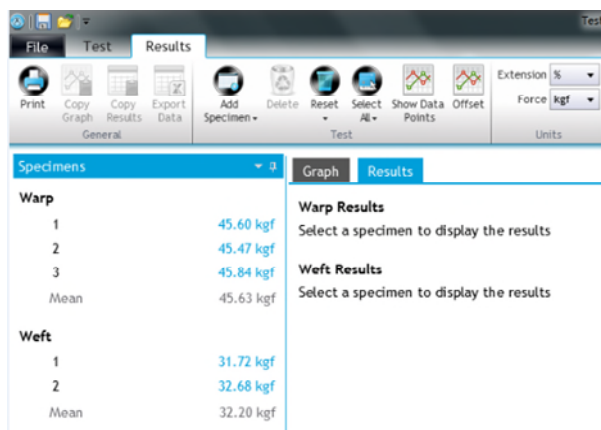 Test
File Test Results
Print Copy Graph Copy Results Export Data Add Specimen Delete Reset Select All Show Data Points Offset Extension %
Force kgf
General Test Units
Specimens
Warp
1 45.60 kgf
2 45.47 kgf
3 45.84 kgf
Mean 45.63 kgf
Weft
1 31.72 kgf
2 32.68 kgf
Mean 32.20 kgf
Graph Results
Warp Results
Select a specimen to display the results
Weft Results
Select a specimen to display the results